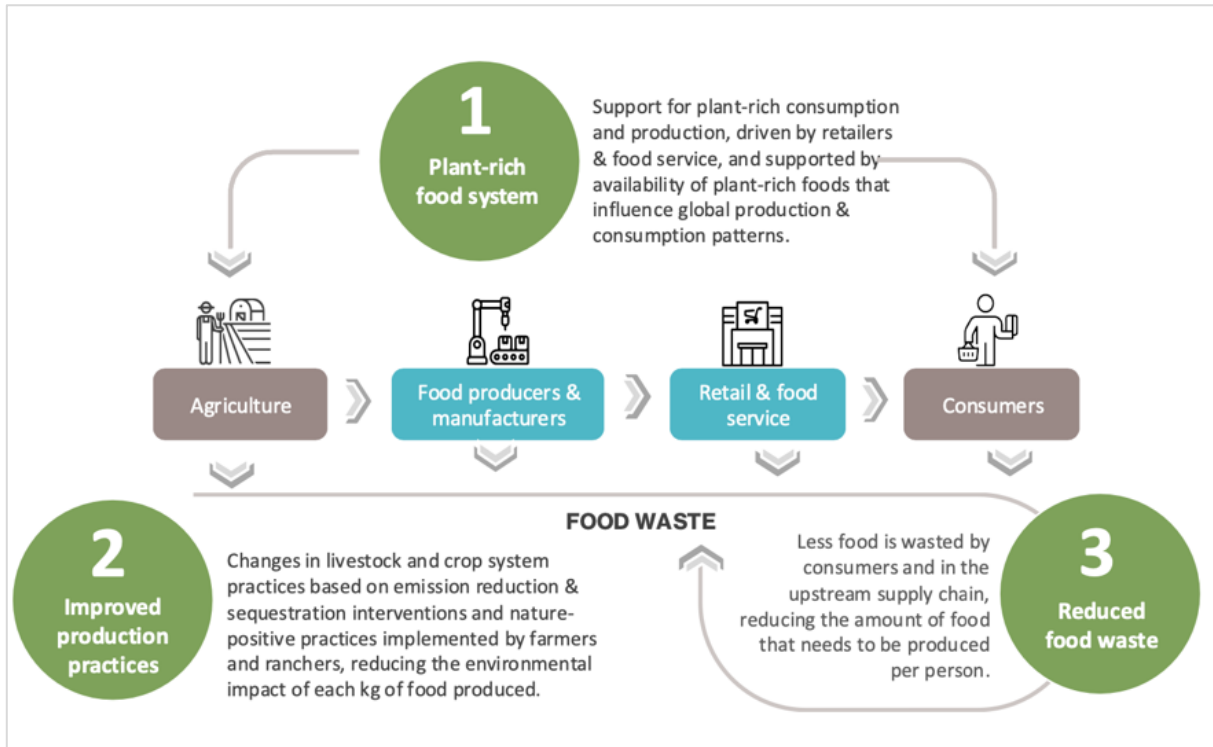 1
Plant-rich
food system
Support for plant-rich consumption
and production, driven by retailers
& food service, and supported by
availability of plant-rich foods that
influence global production &
consumption patterns.
Agriculture
Food producers &
manufacturers
Retail & food
service
Consumers
FOOD WASTE
2
Improved
production
practices
Changes in livestock and crop system
practices based on emission reduction &
sequestration interventions and nature-
positive practices implemented by farmers
and ranchers, reducing the environmental
impact of each kg of food produced.
Less food is wasted by
consumers and in the
upstream supply chain,
reducing the amount of food
that needs to be produced
per person.
3
Reduced
food waste